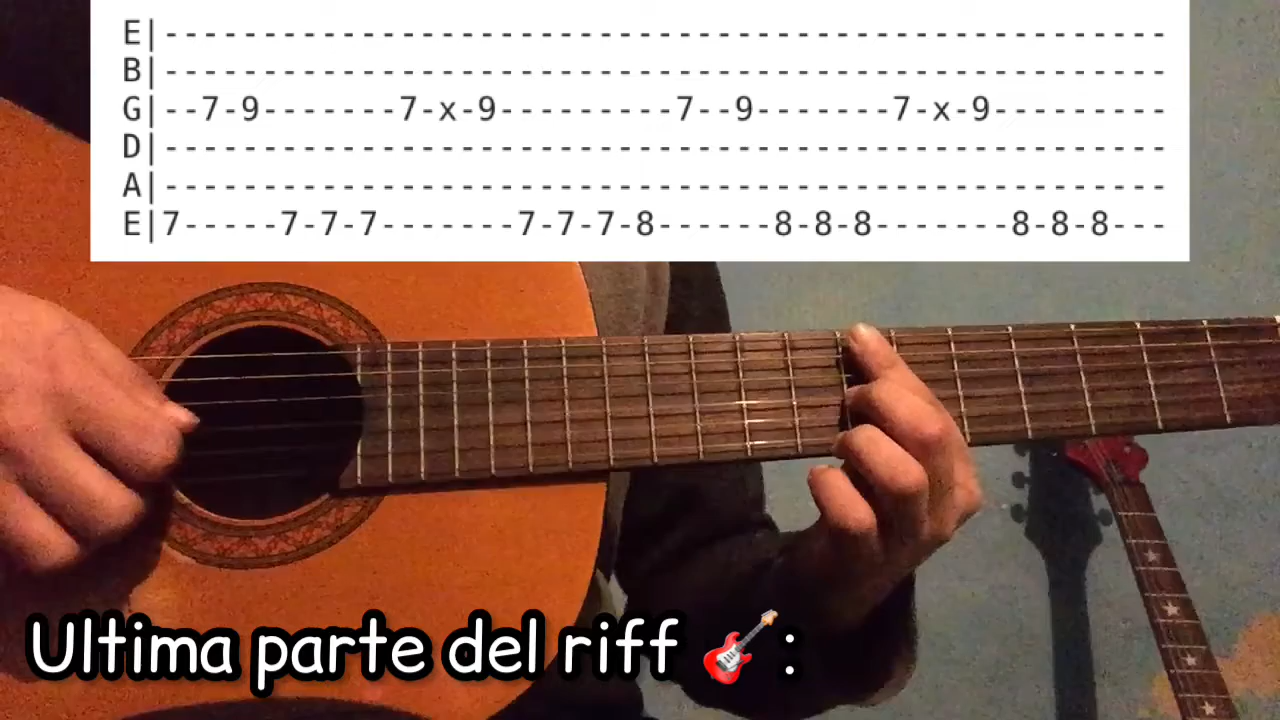 E|---------------------------------------------------
B|---------------------------------------------------
G|--7-9-------7-x-9---------7--9-------7-x-9---------
D|---------------------------------------------------
A|---------------------------------------------------
E|7-----7-7-7-------7-7-7-8------8-8-8-------8-8-8---
Ultima parte del riff 🎸: